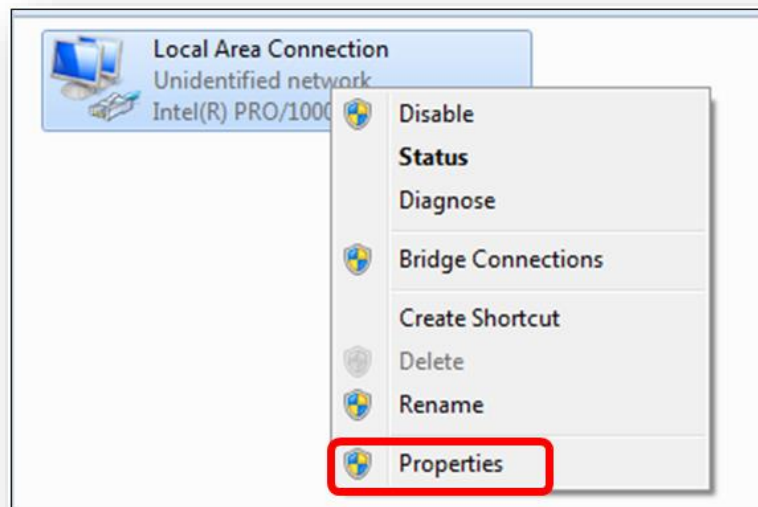 Local Area Connection
Unidentified network
Intel(R) PRO/1000
Disable
Status
Diagnose
Bridge Connections
Create Shortcut
Delete
Rename
Properties